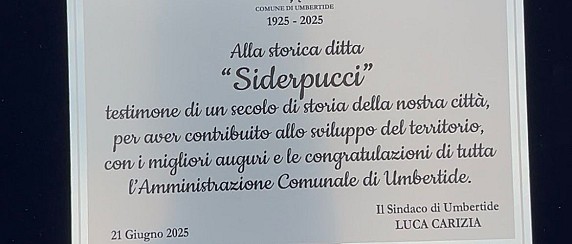 COMUNE DI UMBERTIDE
1925 - 2025
Alla storica ditta
“Siderpucci”
testimone di un secolo di storia della nostra città,
per aver contribuito allo sviluppo del territorio,
con i migliori auguri e le congratulazioni di tutta
l'Amministrazione Comunale di Umbertide.
Il Sindaco di Umbertide
LUCA CARIZIA
21 Giugno 2025